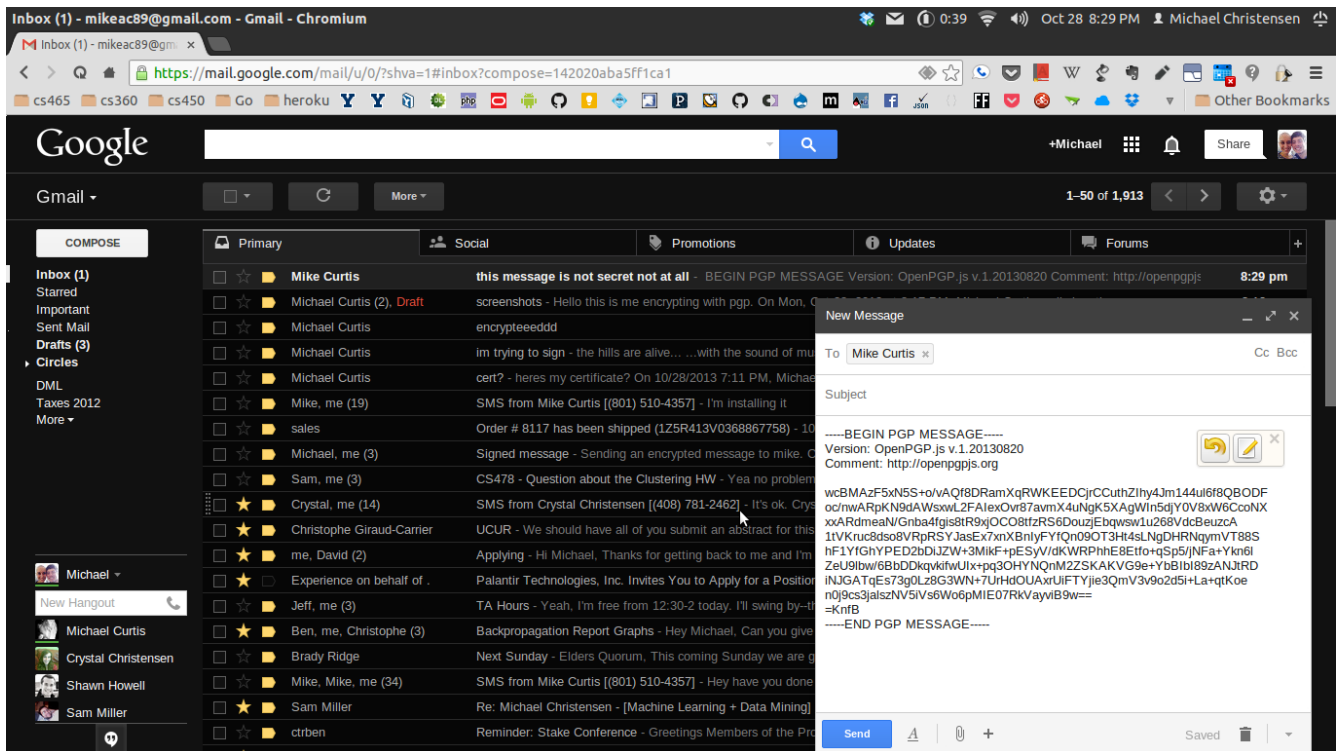 Inbox (1) - mikeac89@gmail.com - Gmail - Chromium
0:39 Oct 28 8:29 PM Michael Christensen
Inbox (1) - mikeac89@gm
https://mail.google.com/mail/u/0/?shva=1#inbox?compose=142020aba5ff1ca1
cs465 cs360 cs450 Go heroku Other Bookmarks
Google
+Michael Share
Gmail More 1–50 of 1,913
COMPOSE
Inbox (1)
Starred
Important
Sent Mail
Drafts (3)
Circles
DML
Taxes 2012
More
Michael
New Hangout
Michael Curtis
Crystal Christensen
Shawn Howell
Sam Miller
Primary Social Promotions Updates Forums +
Mike Curtis this message is not secret not at all - BEGIN PGP MESSAGE Version: OpenPGP.js v.1.20130820 Comment: http://openpgpjs 8:29 pm
Michael Curtis (2), Draft screenshots - Hello this is me encrypting with pgp. On Mon,
Michael Curtis encrypteeeddd
Michael Curtis im trying to sign - the hills are alive... ...with the sound of mu
Michael Curtis cert? - heres my certificate? On 10/28/2013 7:11 PM, Michae
Mike, me (19) SMS from Mike Curtis [(801) 510-4357] - I'm installing it
sales Order # 8117 has been shipped (1Z5R413V0368867758) - 10
Michael, me (3) Signed message - Sending an encrypted message to mike. C
Sam, me (3) CS478 - Question about the Clustering HW - Yea no problem
Crystal, me (14) SMS from Crystal Christensen [(408) 781-2462] - It's ok. Crys
Christophe Giraud-Carrier UCUR - We should have all of you submit an abstract for this
me, David (2) Applying - Hi Michael, Thanks for getting back to me and I'm
Experience on behalf of . Palantir Technologies, Inc. Invites You to Apply for a Position
Jeff, me (3) TA Hours - Yeah, I'm free from 12:30-2 today. I'll swing by--th
Ben, me, Christophe (3) Backpropagation Report Graphs - Hey Michael, Can you give
Brady Ridge Next Sunday - Elders Quorum, This coming Sunday we are g
Mike, Mike, me (34) SMS from Mike Curtis [(801) 510-4357] - Hey have you done
Sam Miller Re: Michael Christensen - [Machine Learning + Data Mining]
ctrben Reminder: Stake Conference - Greetings Members of the Pro
New Message
To Mike Curtis × Cc Bcc
Subject
-----BEGIN PGP MESSAGE-----
Version: OpenPGP.js v.1.20130820
Comment: http://openpgpjs.org
wcBMAzF5xN5S+o/vAQf8DRamXqRWKEEDCjrCCuthZIhy4Jm144ul6f8QBODF
oc/nwARpKN9dAWsxwL2FAIexOvr87avmX4uNgK5XAgWIn5djY0V8xW6CcoNX
xxARdmeaN/Gnba4fgis8tR9xjOCO8tfzRS6DouzjEbqwsw1u268VdcBeuzcA
1tVKruc8dso8VRpRSYJasEx7xnXBnIyFYfQn09OT3Ht4sLNgDHRNqymVT88S
hF1YfGhYPED2bDiJZW+3MikF+pESyV/dKWRPhhE8Etfo+qSp5/jNFa+Ykn6l
ZeU9lbw/6BbDDkqvkifwUIx+pq3OHYNQnM2ZSKAKVG9e+YbBIbI89zANJtRD
iNJGATqEs73g0Lz8G3WN+7UrHdOUAxrUiFTYjie3QmV3v9o2d5i+La+qtKoe
n0j9cs3jalszNV5iVs6Wo6pMIE07RkVayviB9w==
=KnfB
-----END PGP MESSAGE-----
Send Saved